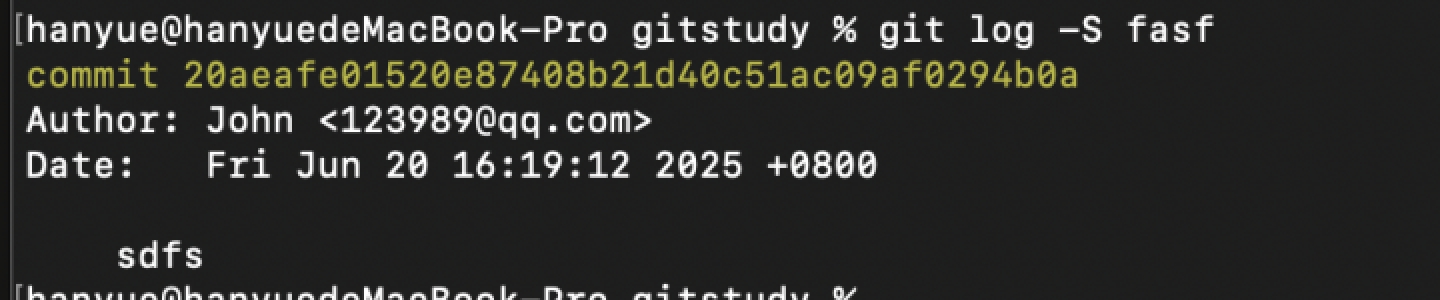 [hanyue@hanyuedeMacBook-Pro gitstudy % git log -S fasf
commit 20aeafe01520e87408b21d40c51ac09af0294b0a
Author: John <123989@qq.com>
Date:   Fri Jun 20 16:19:12 2025 +0800
    sdfs
[hanyue@hanyuedeMacBook-Pro gitstudy %